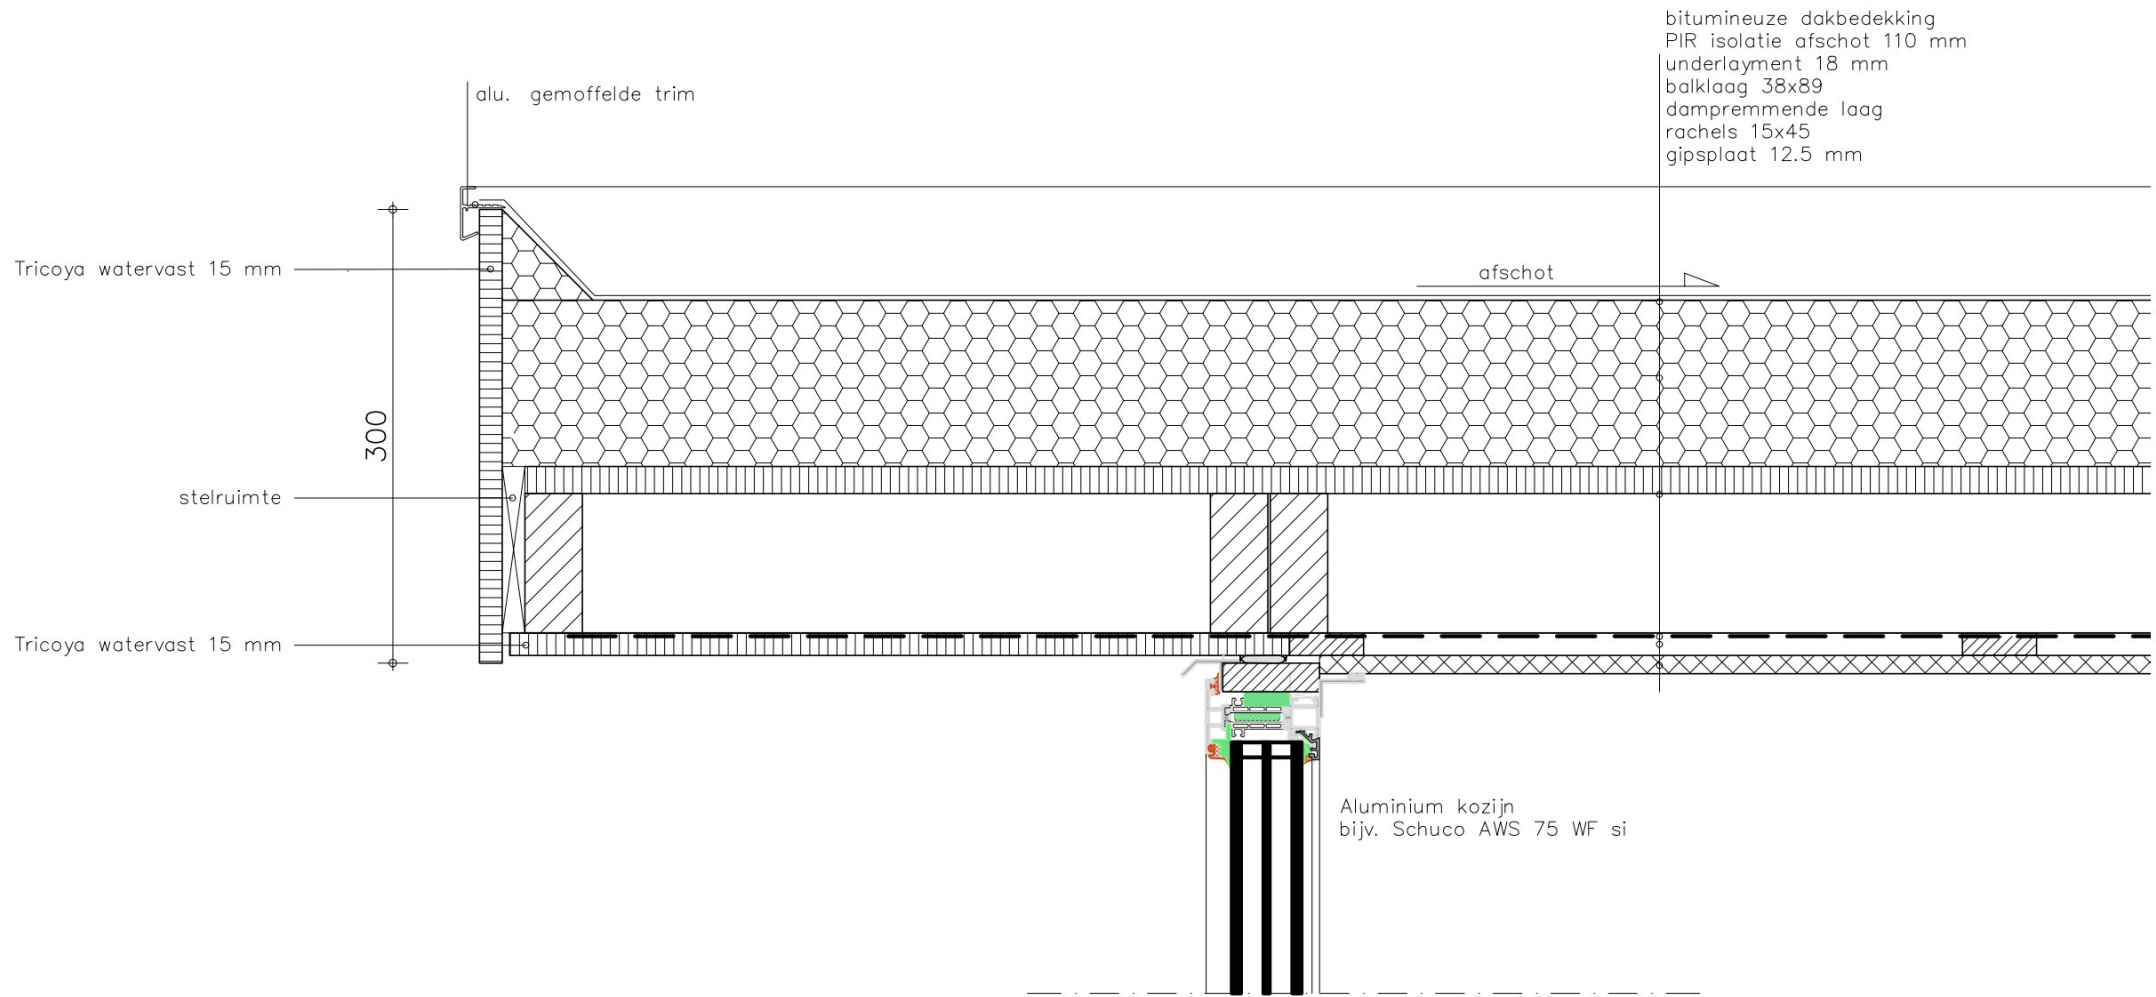 bitumineuze dakbedekking
PIR isolatie afschot 110 mm
underlayment 18 mm
balklaag 38x89
dampremmende laag
rachels 15x45
gipsplaat 12.5 mm
alu. gemoffelde trim
Tricoya watervast 15 mm
afschot
300
stelruimte
Tricoya watervast 15 mm
Aluminium kozijn
bijv. Schuco AWS 75 WF si